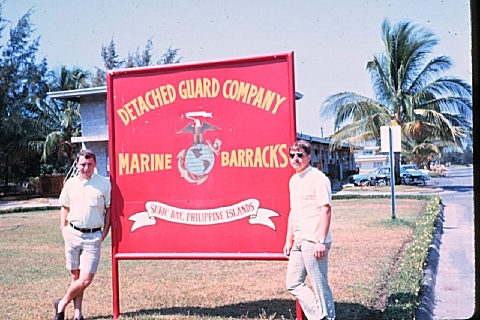 DETACHED GUARD COMPANY
MARINE BARRACKS
SUBIC BAY, PHILIPPINE ISLANDS